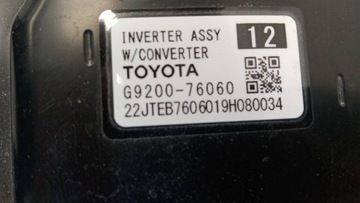 INVERTER ASSY 12
W/CONVERTER
TOYOTA
G9200-76060
22JTEB7606019H080034